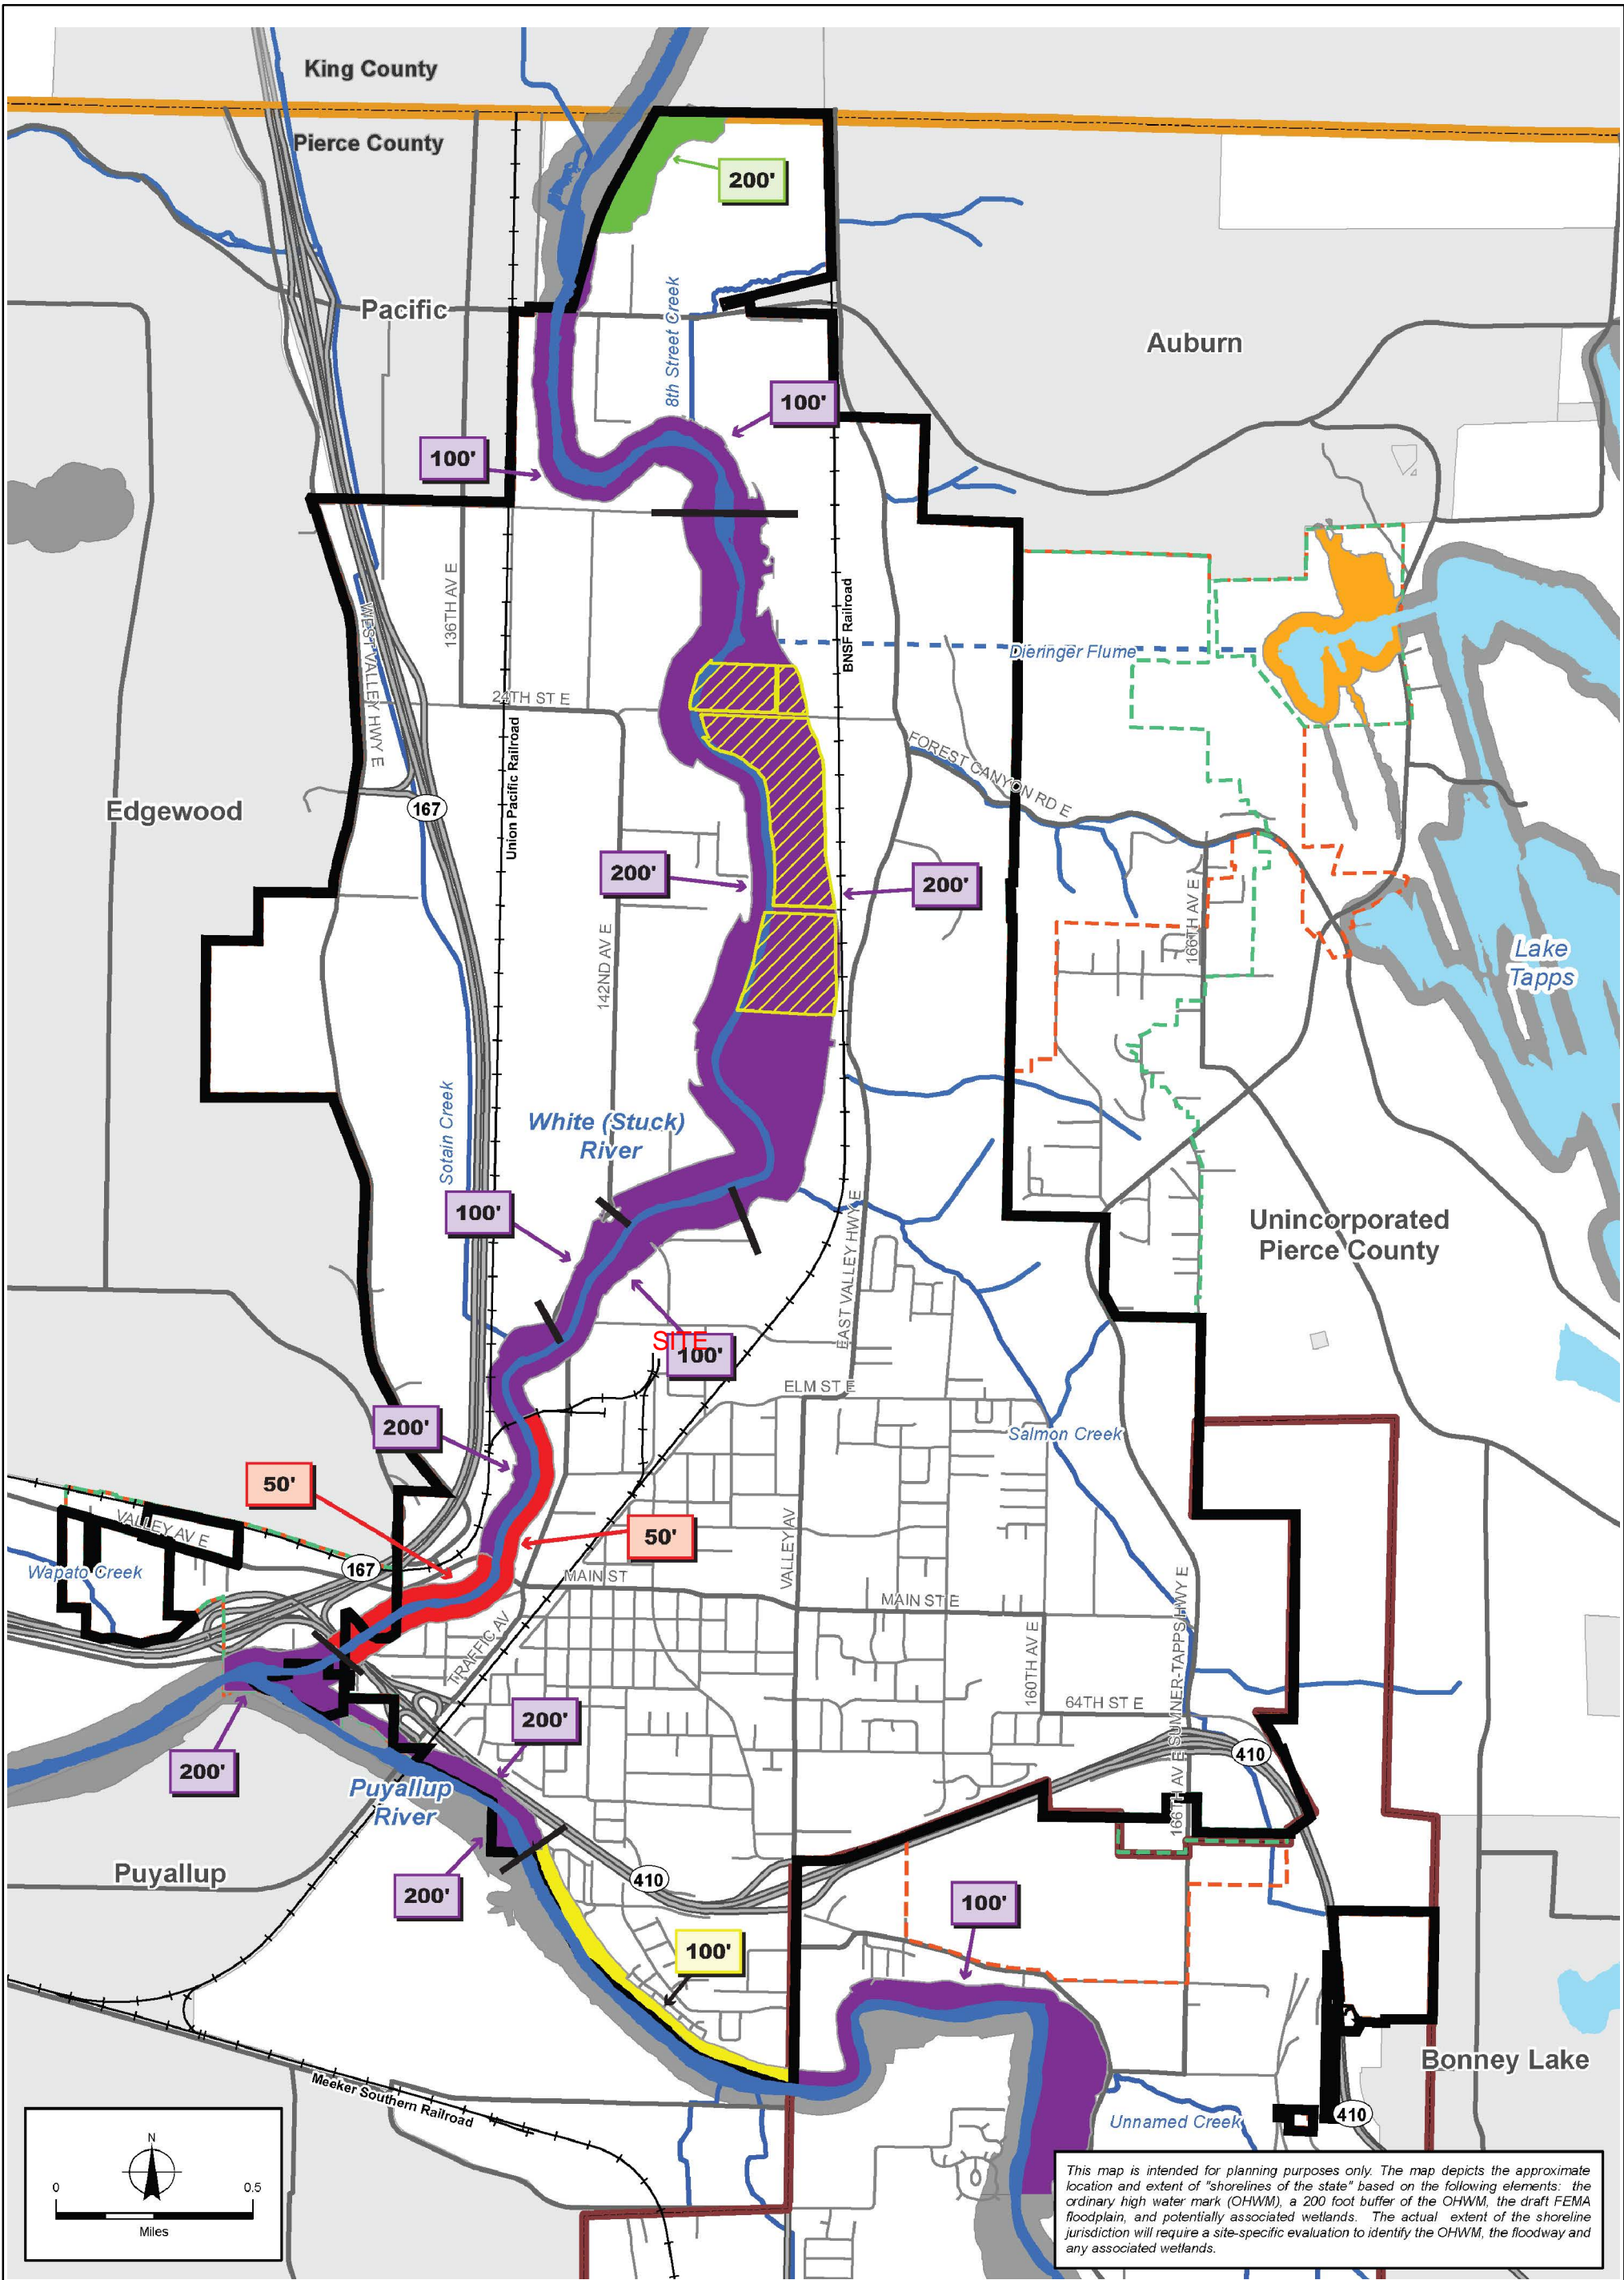 King County
Pierce County
200'
Pacific
8th Street Creek
Auburn
100'
100'
136TH AV E
WEST VALLEY HWY E
BNSF Railroad
Dieringer Flume
24TH ST E
Union Pacific Railroad
FOREST CANYON RD E
Edgewood
167
200'
200'
166TH AV E
142ND AV E
Lake
Tapps
Sotain Creek
White (Stuck)
River
100'
EAST VALLEY HWY E
Unincorporated
Pierce County
SITE
100'
ELM ST E
200'
Salmon Creek
50'
VALLEY AV E
50'
VALLEY AV
Wapato Creek
167
MAIN ST
MAIN ST E
SUMNER-TAPPS HWY E
TRAFFIC AV
160TH AV E
64TH ST E
200'
410
200'
Puyallup
River
166TH AV E
Puyallup
200'
410
100'
100'
Bonney Lake
Meeker Southern Railroad
Unnamed Creek
410
N
0
0.5
Miles
This map is intended for planning purposes only. The map depicts the approximate
location and extent of "shorelines of the state" based on the following elements: the
ordinary high water mark (OHWM), a 200 foot buffer of the OHWM, the draft FEMA
floodplain, and potentially associated wetlands. The actual extent of the shoreline
jurisdiction will require a site-specific evaluation to identify the OHWM, the floodway and
any associated wetlands.